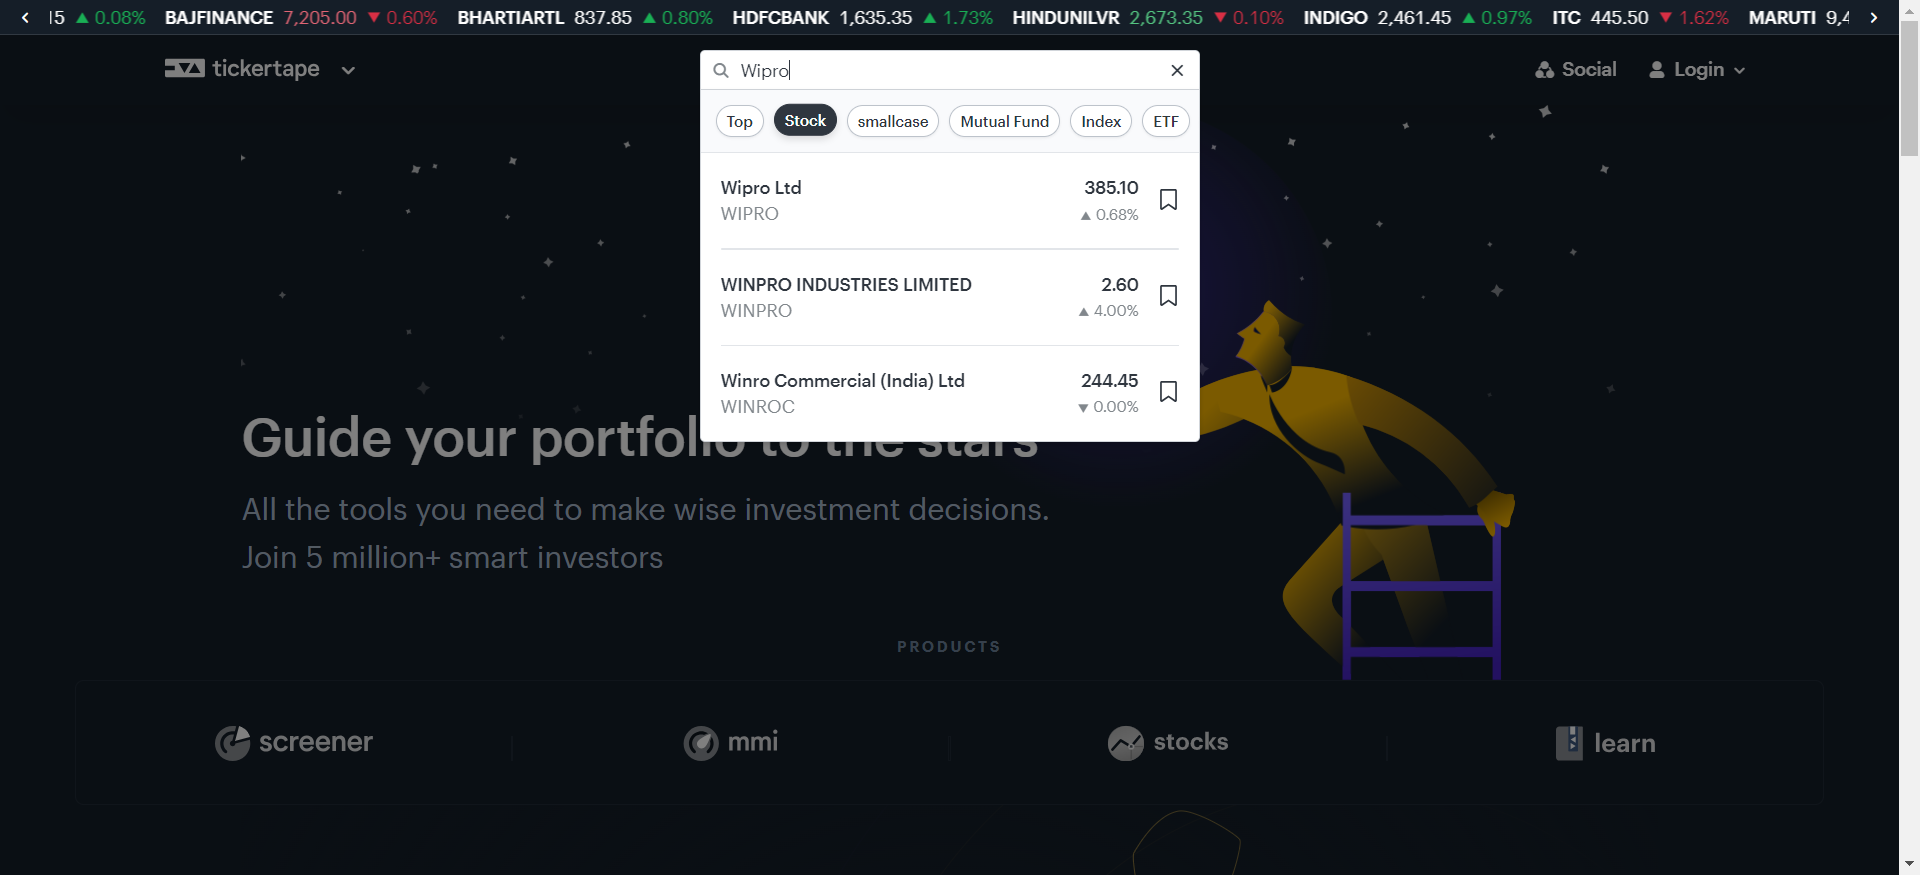 15 ▲ 0.08% BAJFINANCE 7,205.00 ▼ 0.60% BHARTIARTL 837.85 ▲ 0.80% HDFCBANK 1,635.35 ▲ 1.73% HINDUNILVR 2,673.35 ▼ 0.10% INDIGO 2,461.45 ▲ 0.97% ITC 445.50 ▼ 1.62% MARUTI 9,4
tickertape Wipro Social Login
Top Stock smallcase Mutual Fund Index ETF
Wipro Ltd 385.10
WIPRO ▲ 0.68%
WINPRO INDUSTRIES LIMITED 2.60
WINPRO ▲ 4.00%
Winro Commercial (India) Ltd 244.45
WINROC ▼ 0.00%
Guide your portfolio to the stars
All the tools you need to make wise investment decisions.
Join 5 million+ smart investors
PRODUCTS
screener mmi stocks learn